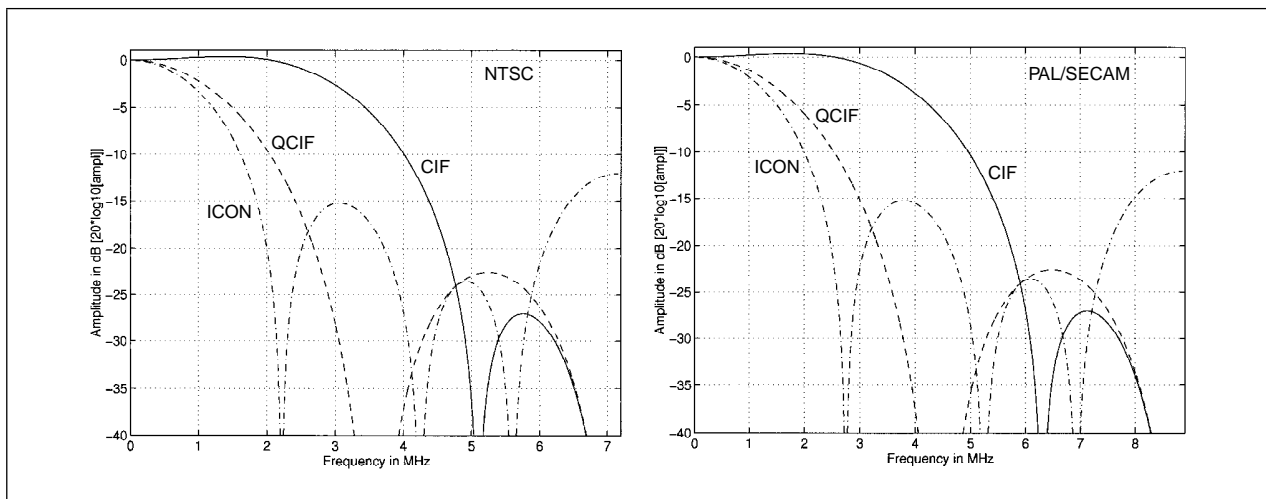 NTSC
0
-5
-10
-15
-20
-25
-30
-35
-40
Amplitude in dB [20*log10[ampl]]
QCIF
CIF
ICON
0 1 2 3 4 5 6 7
Frequency in MHz
PAL/SECAM
0
-5
-10
-15
-20
-25
-30
-35
-40
Amplitude in dB [20*log10[ampl]]
QCIF
ICON
CIF
0 1 2 3 4 5 6 7 8
Frequency in MHz